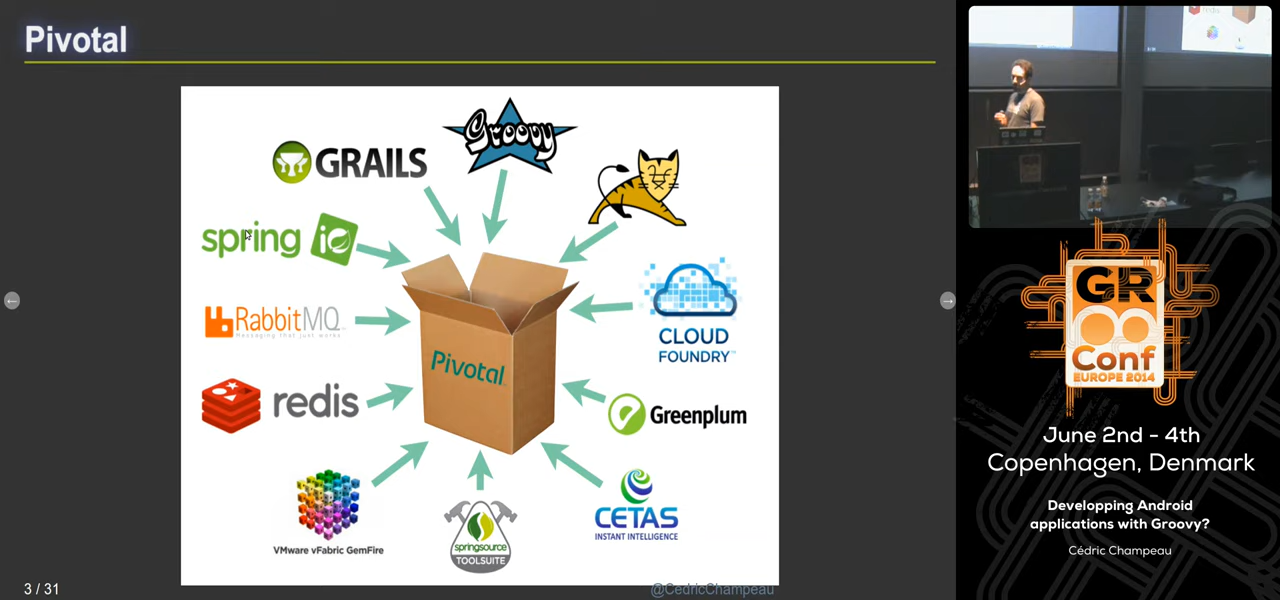 Pivotal
GRAILS
Groovy
spring
RabbitMQ
Messaging that just works
redis
VMware vFabric GemFire
springsource
TOOLSUITE
CETAS
INSTANT INTELLIGENCE
Greenplum
CLOUD
FOUNDRY™
Pivotal
3 / 31
@CedricChampeau
GR
Conf
EUROPE 2014
June 2nd - 4th
Copenhagen, Denmark
Developping Android
applications with Groovy?
Cédric Champeau